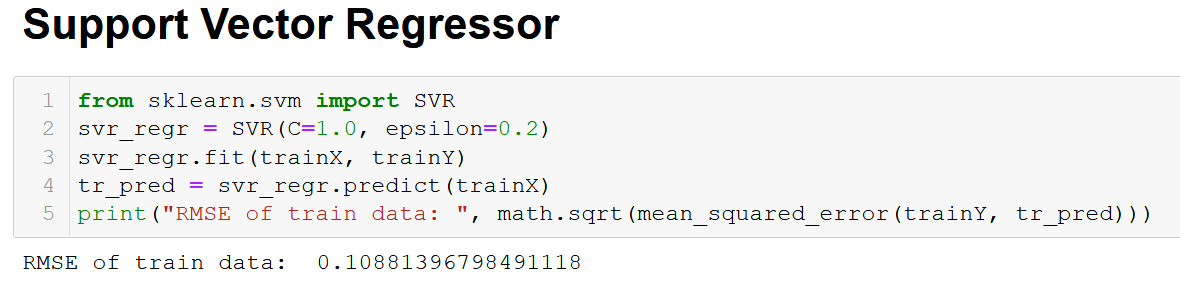 Support Vector Regressor
1 from sklearn.svm import SVR
2 svr_regr = SVR(C=1.0, epsilon=0.2)
3 svr_regr.fit(trainX, trainY)
4 tr_pred = svr_regr.predict(trainX)
5 print("RMSE of train data: ", math.sqrt(mean_squared_error(trainY, tr_pred)))
RMSE of train data:  0.10881396798491118